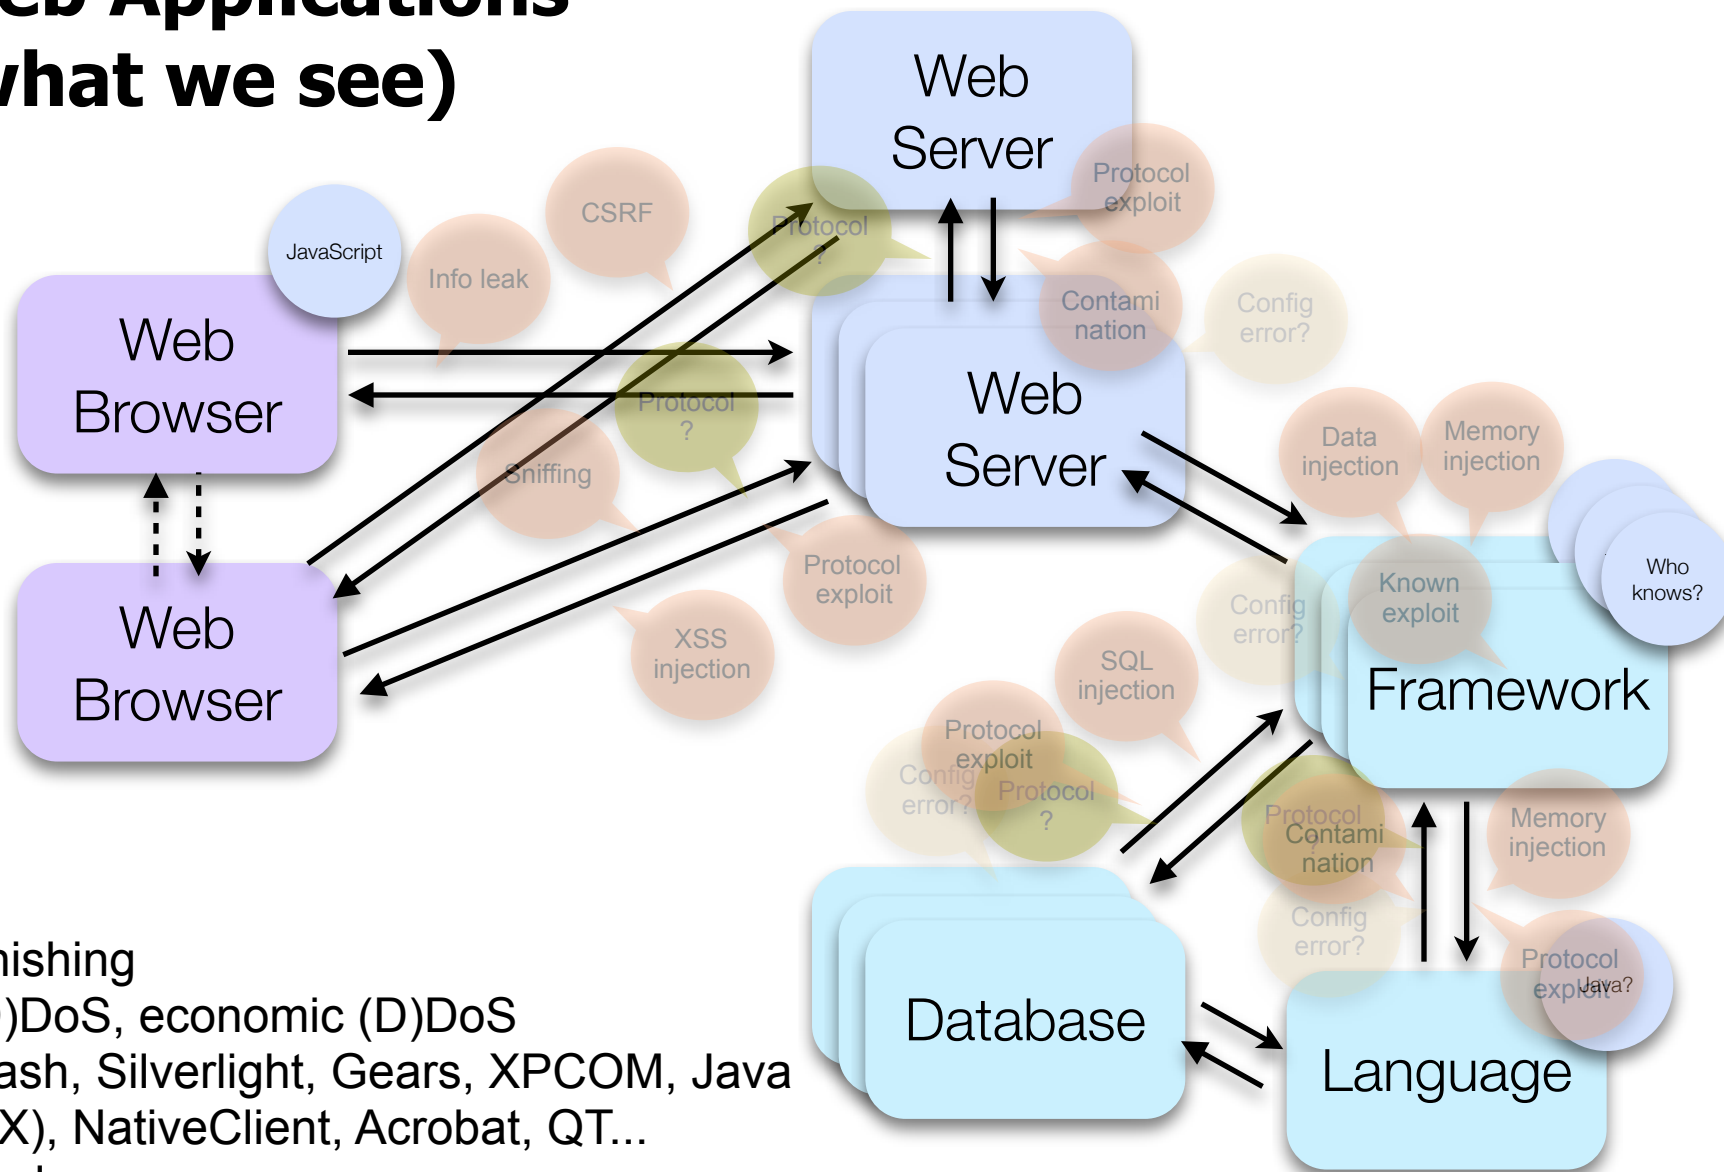 eb Applications
what we see)
Web
Server
Protocol
exploit
CSRF
Protocol
?
JavaScript
Info leak
Contami
nation
Config
error?
Web
Browser
Web
Server
Protocol
?
Sniffing
Data
injection
Memory
injection
Protocol
exploit
Who
knows?
Known
exploit
Config
error?
Web
Browser
XSS
injection
SQL
injection
Framework
Protocol
exploit
Config
error?
Protocol
?
Protocol
Contami
nation
Memory
injection
Config
error?
Protocol
exploit
Java?
Database
Language
nishing
)DoS, economic (D)DoS
ash, Silverlight, Gears, XPCOM, Java
X), NativeClient, Acrobat, QT...